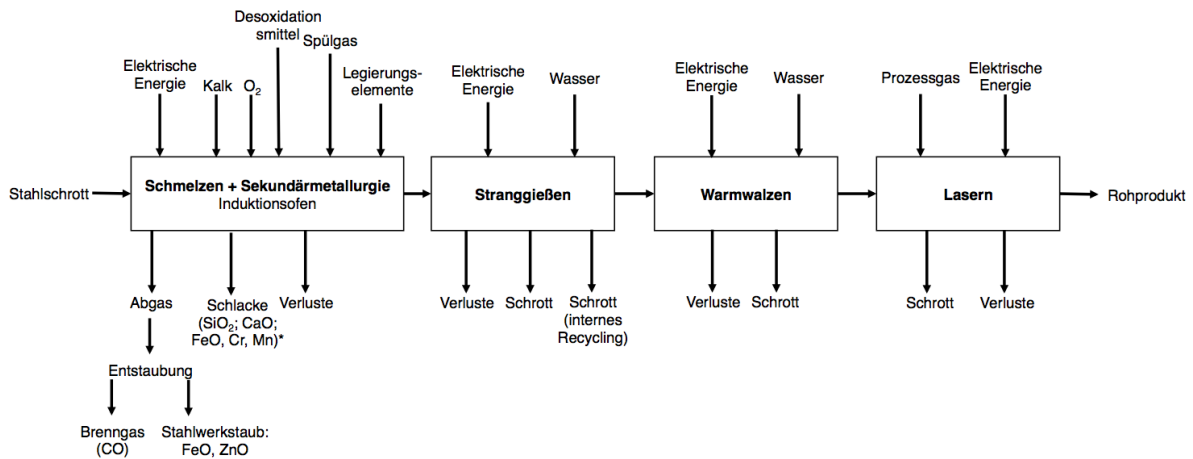 Desoxidation
smittel
Spülgas
Elektrische
Energie
Kalk
O₂
Legierungs-
elemente
Elektrische
Energie
Wasser
Elektrische
Energie
Wasser
Prozessgas
Elektrische
Energie
Stahlschrott
Schmelzen + Sekundärmetallurgie
Induktionsofen
Stranggießen
Warmwalzen
Lasern
Rohprodukt
Abgas
Schlacke
(SiO₂; CaO;
FeO, Cr, Mn)*
Verluste
Verluste
Schrott
Schrott
(internes
Recycling)
Verluste
Schrott
Schrott
Verluste
Entstaubung
Brenngas
(CO)
Stahlwerkstaub:
FeO, ZnO